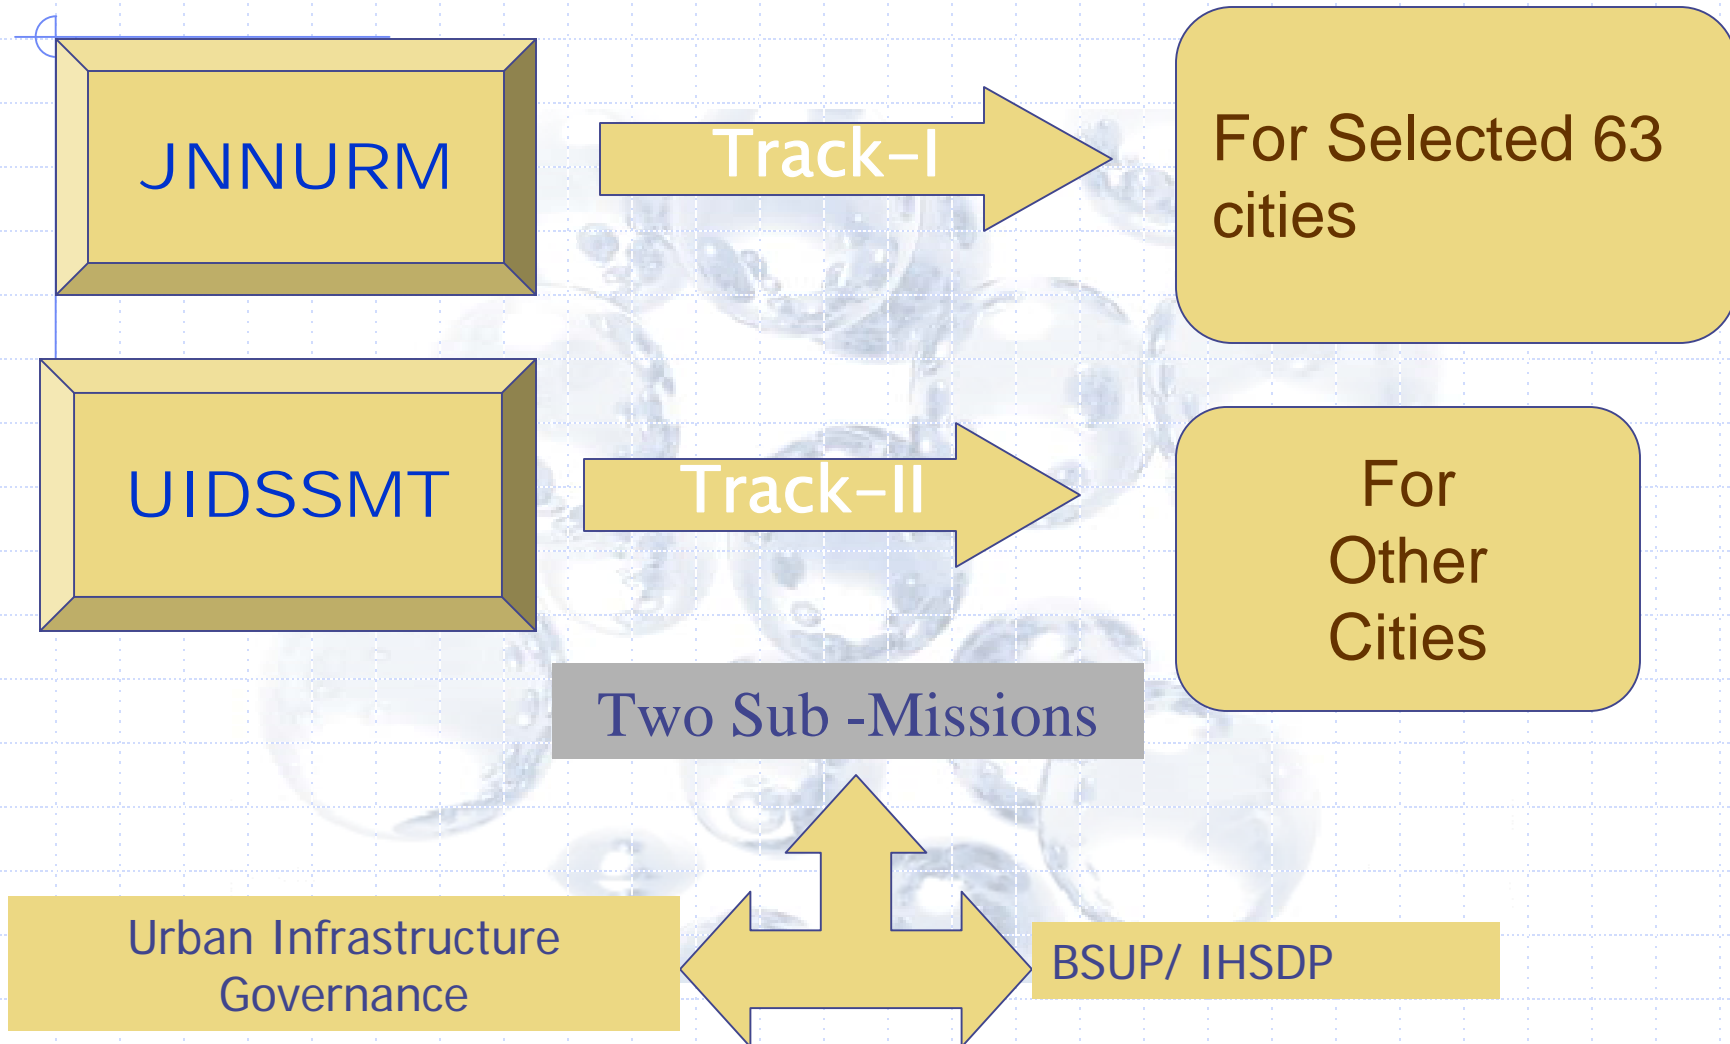 JNNURM
Track-I
For Selected 63
cities
UIDSSMT
Track-II
For
Other
Cities
Two Sub -Missions
Urban Infrastructure
Governance
BSUP/ IHSDP